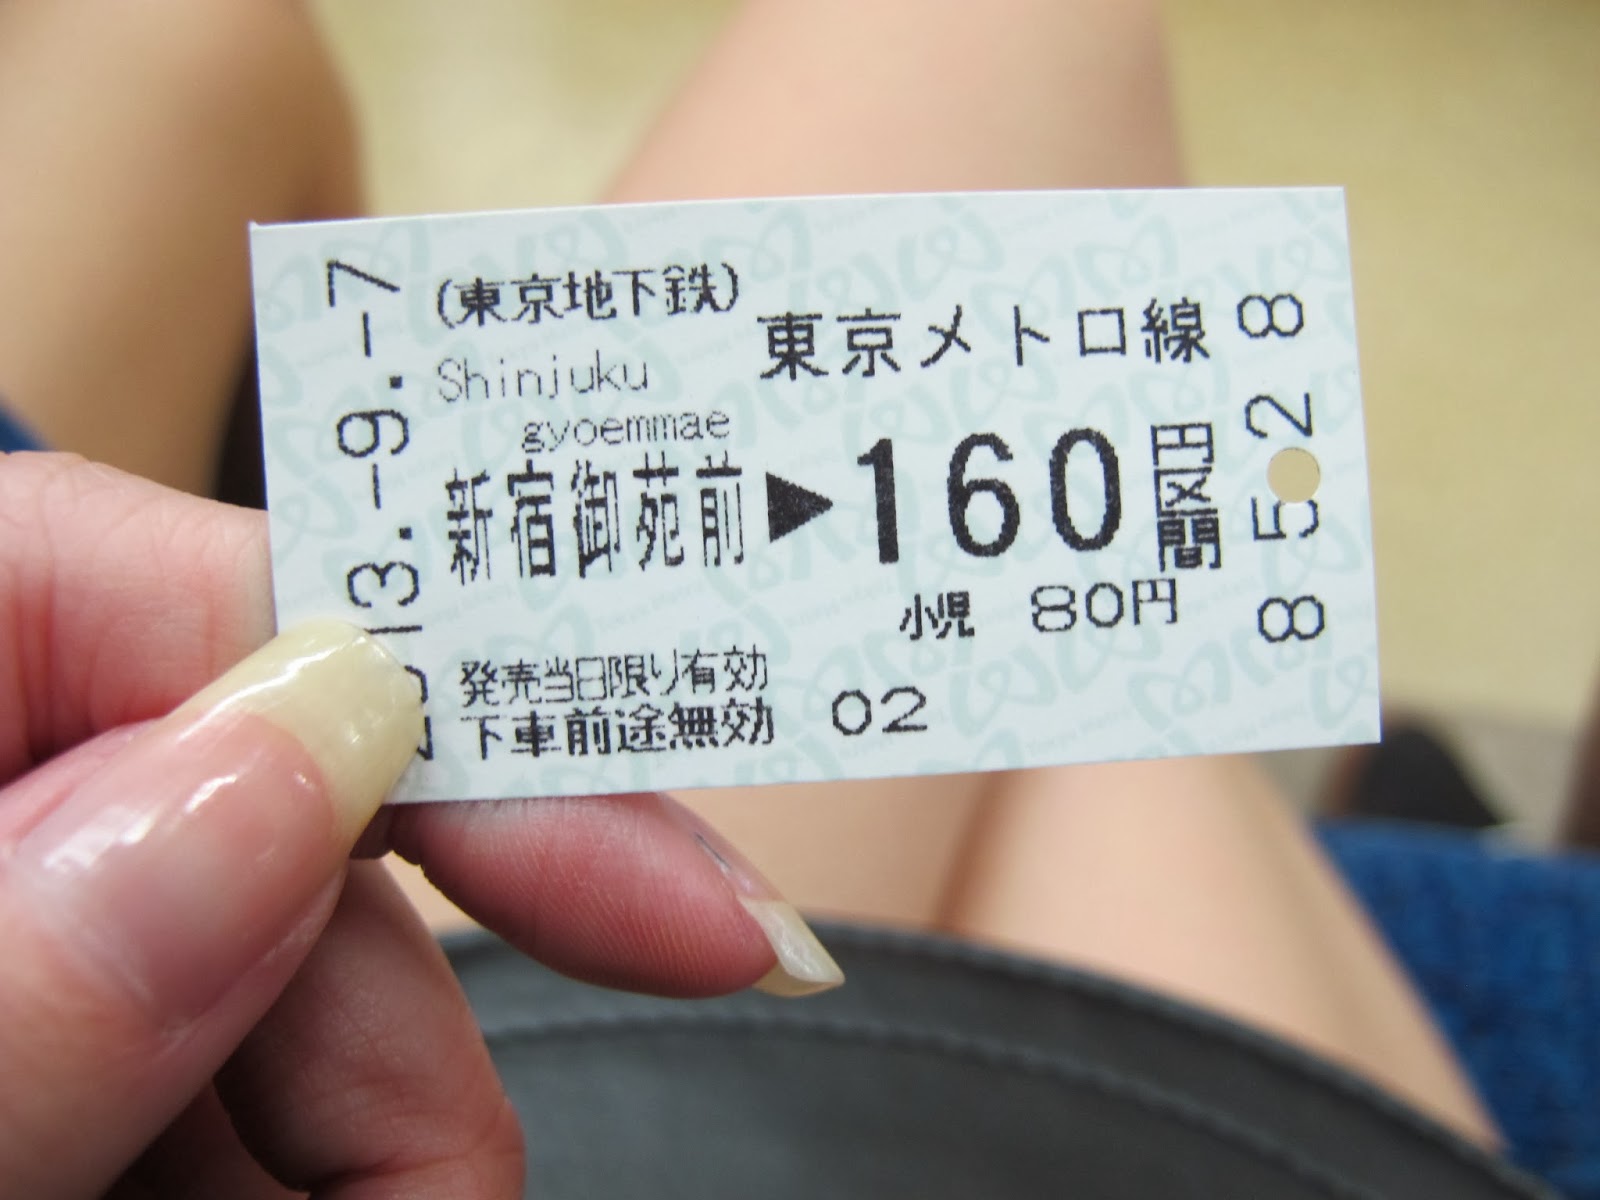 (東京地下鉄)
Shinjuku
gyoemmae
新宿御苑前▶160円区間
東京メトロ線
小児 80円
発売当日限り有効
下車前途無効 02
13.-9.-7
8528